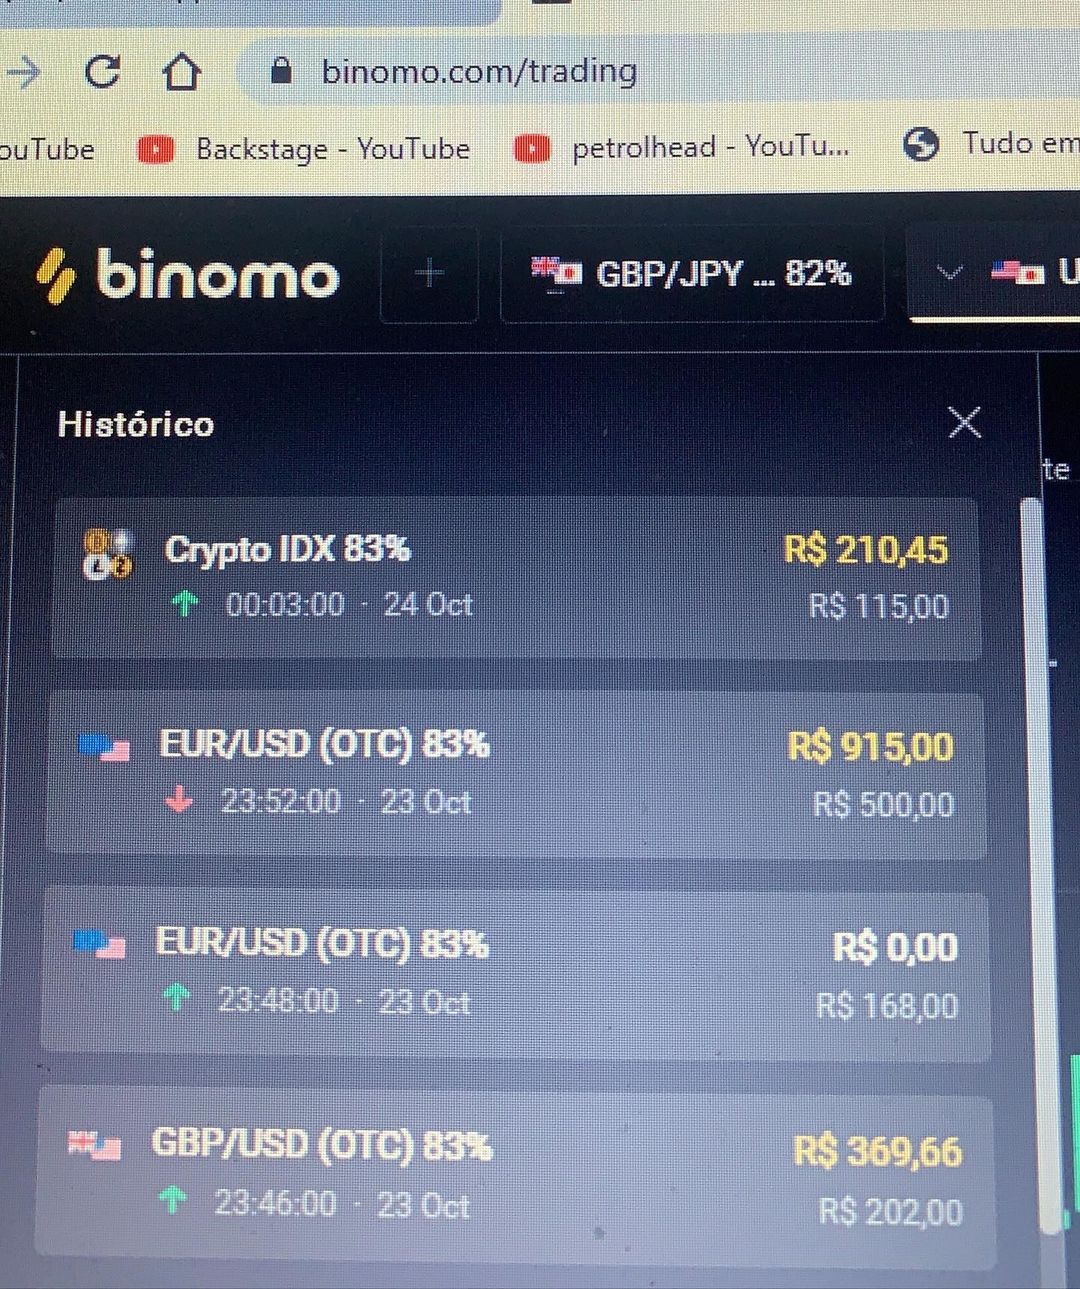 binomo.com/trading
ouTube Backstage - YouTube petrolhead - YouTu... Tudo em
binomo + GBP/JPY ... 82% U
Histórico
te
Crypto IDX 83% R$ 210,45
00:03:00 · 24 Oct R$ 115,00
EUR/USD (OTC) 83% R$ 915,00
23:52:00 · 23 Oct R$ 500,00
EUR/USD (OTC) 83% R$ 0,00
23:48:00 · 23 Oct R$ 168,00
GBP/USD (OTC) 83% R$ 369,66
23:46:00 · 23 Oct R$ 202,00